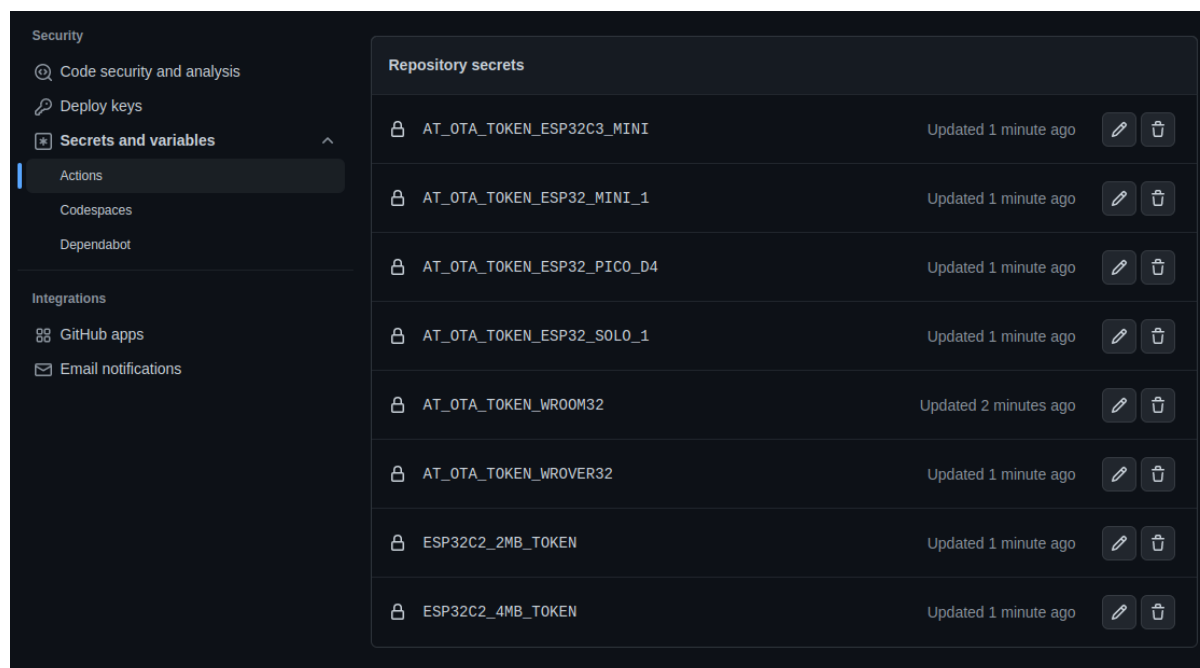 Security
Code security and analysis
Deploy keys
Secrets and variables
Actions
Codespaces
Dependabot
Integrations
GitHub apps
Email notifications
Repository secrets
AT_OTA_TOKEN_ESP32C3_MINI Updated 1 minute ago
AT_OTA_TOKEN_ESP32_MINI_1 Updated 1 minute ago
AT_OTA_TOKEN_ESP32_PICO_D4 Updated 1 minute ago
AT_OTA_TOKEN_ESP32_SOLO_1 Updated 1 minute ago
AT_OTA_TOKEN_WROOM32 Updated 2 minutes ago
AT_OTA_TOKEN_WROVER32 Updated 1 minute ago
ESP32C2_2MB_TOKEN Updated 1 minute ago
ESP32C2_4MB_TOKEN Updated 1 minute ago